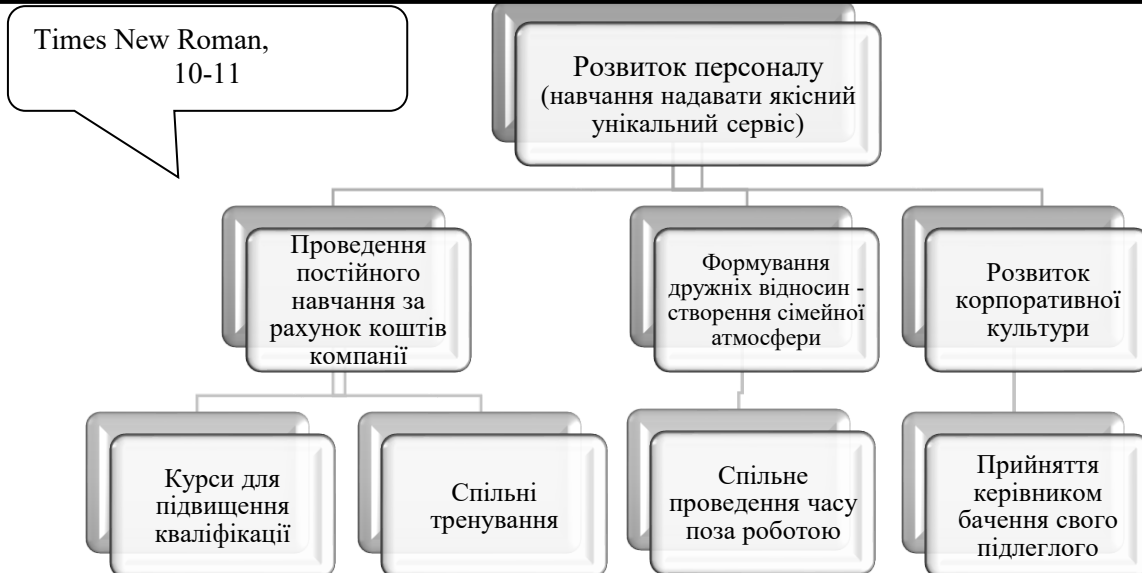 Times New Roman,
10-11
Розвиток персоналу
(навчання надавати якісний
унікальний сервіс)
Проведення
постійного
навчання за
рахунок коштів
компанії
Формування
дружніх відносин -
створення сімейної
атмосфери
Розвиток
корпоративної
культури
Курси для
підвищення
кваліфікації
Спільні
тренування
Спільне
проведення часу
поза роботою
Прийняття
керівником
бачення свого
підлеглого